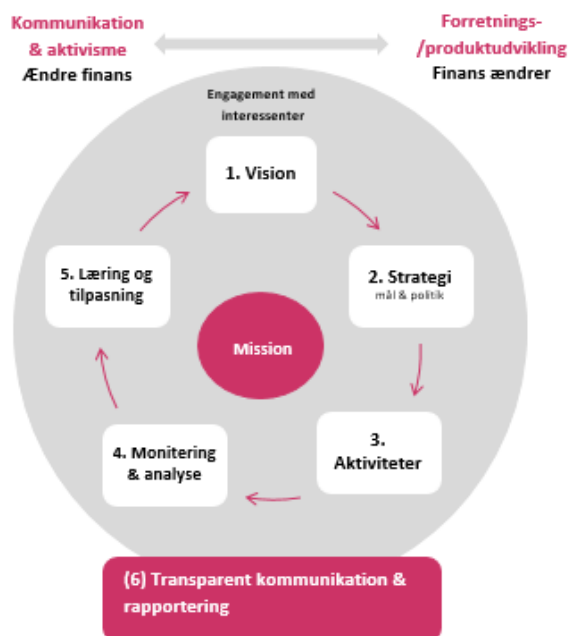 Kommunikation
& aktivisme
Ændre finans
Forretnings-
/produktudvikling
Finans ændrer
Engagement med
interessenter
1. Vision
2. Strategi
mål & politik
3.
Aktiviteter
4. Monitering
& analyse
5. Læring og
tilpasning
Mission
(6) Transparent kommunikation &
rapportering